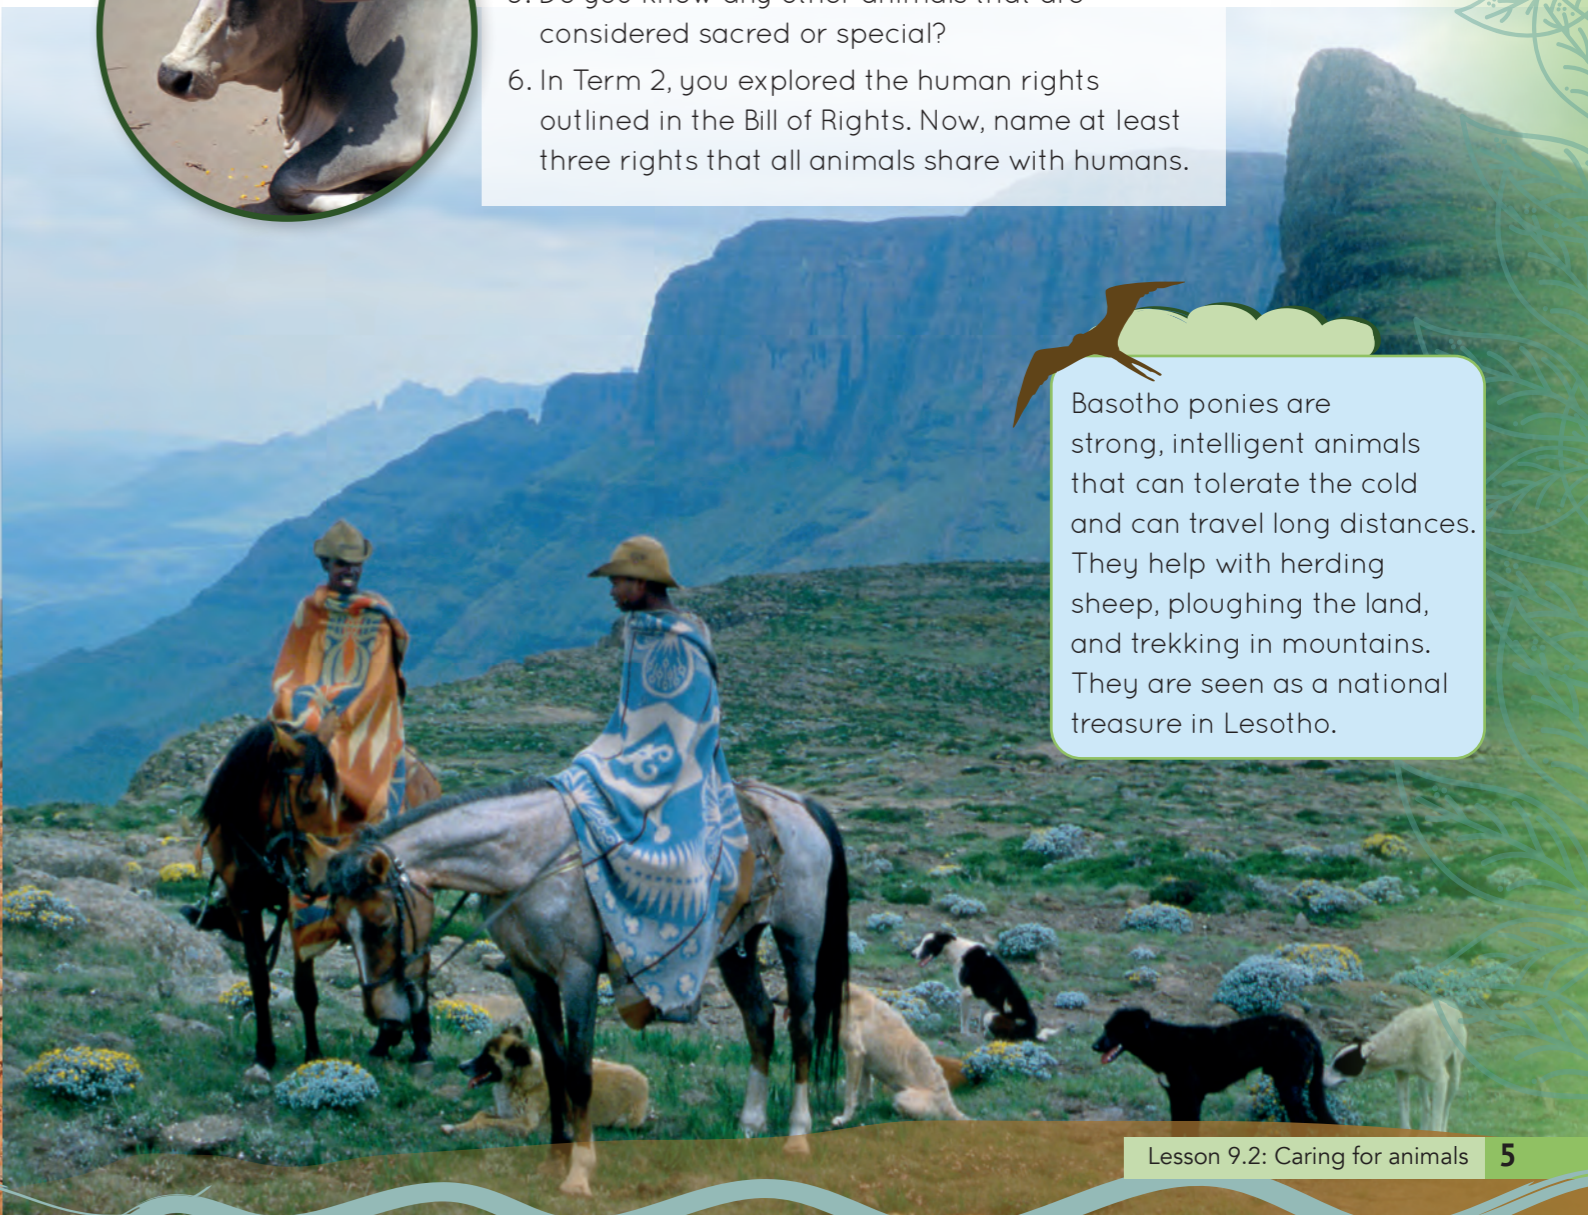 considered sacred or special?
6. In Term 2, you explored the human rights
outlined in the Bill of Rights. Now, name at least
three rights that all animals share with humans.
Basotho ponies are
strong, intelligent animals
that can tolerate the cold
and can travel long distances.
They help with herding
sheep, ploughing the land,
and trekking in mountains.
They are seen as a national
treasure in Lesotho.
Lesson 9.2: Caring for animals 5